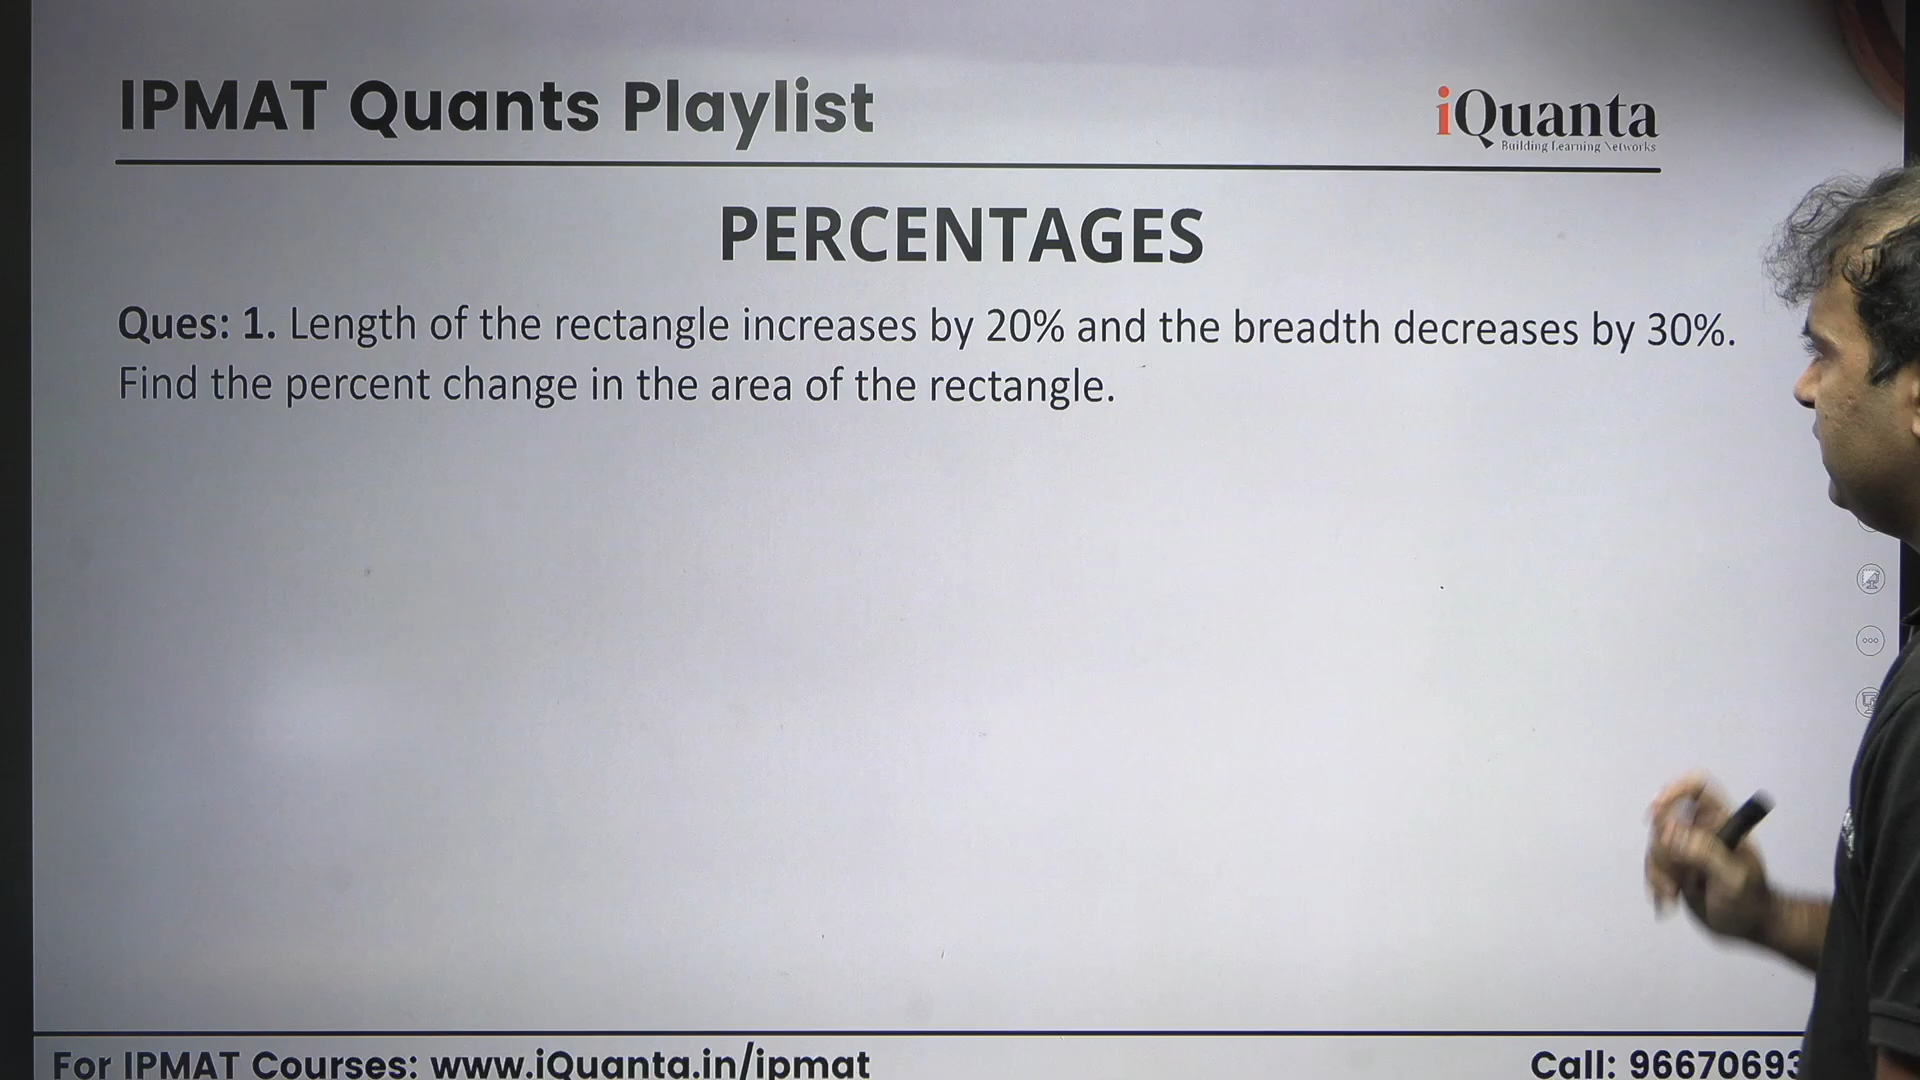 IPMAT Quants Playlist
iQuanta
Building Learning Networks
PERCENTAGES
Ques: 1. Length of the rectangle increases by 20% and the breadth decreases by 30%.
Find the percent change in the area of the rectangle.
For IPMAT Courses: www.iQuanta.in/ipmat
Call: 96670693